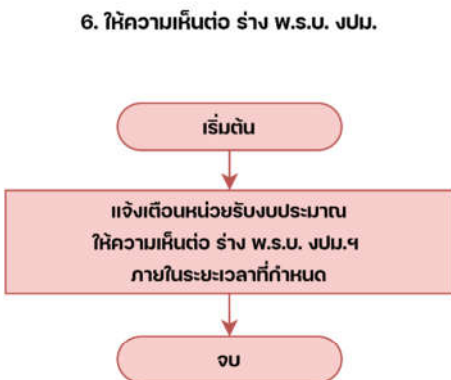 6. ให้ความเห็นต่อ ร่าง พ.ร.บ. งปม.
เริ่มต้น
แจ้งเตือนหน่วยรับงบประมาณ
ให้ความเห็นต่อ ร่าง พ.ร.บ. งปม.ฯ
ภายในระยะเวลาที่กำหนด
จบ